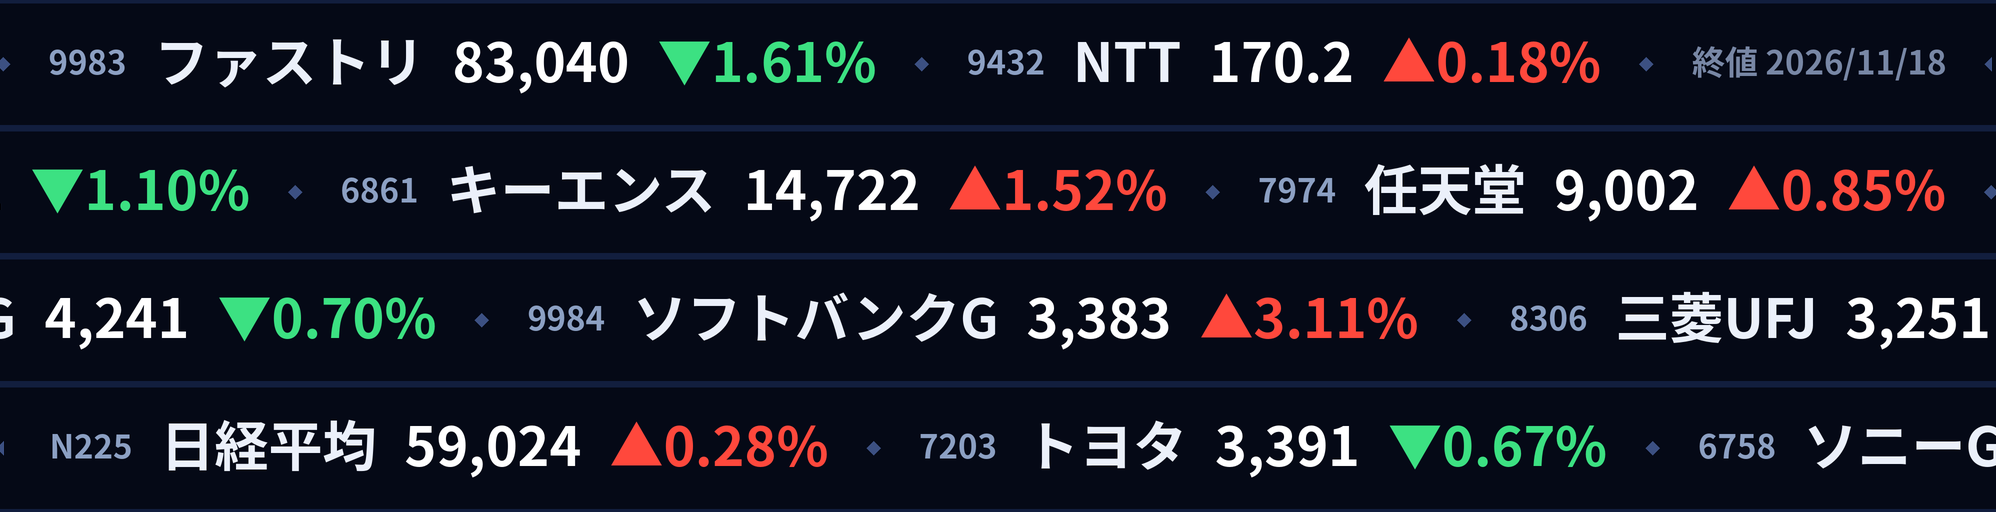 9983 ファストリ 83,040 ▼1.61% ◆ 9432 NTT 170.2 ▲0.18% ◆ 終値 2026/11/18
▼1.10% ◆ 6861 キーエンス 14,722 ▲1.52% ◆ 7974 任天堂 9,002 ▲0.85%
G 4,241 ▼0.70% ◆ 9984 ソフトバンクG 3,383 ▲3.11% ◆ 8306 三菱UFJ 3,251
N225 日経平均 59,024 ▲0.28% ◆ 7203 トヨタ 3,391 ▼0.67% ◆ 6758 ソニーG